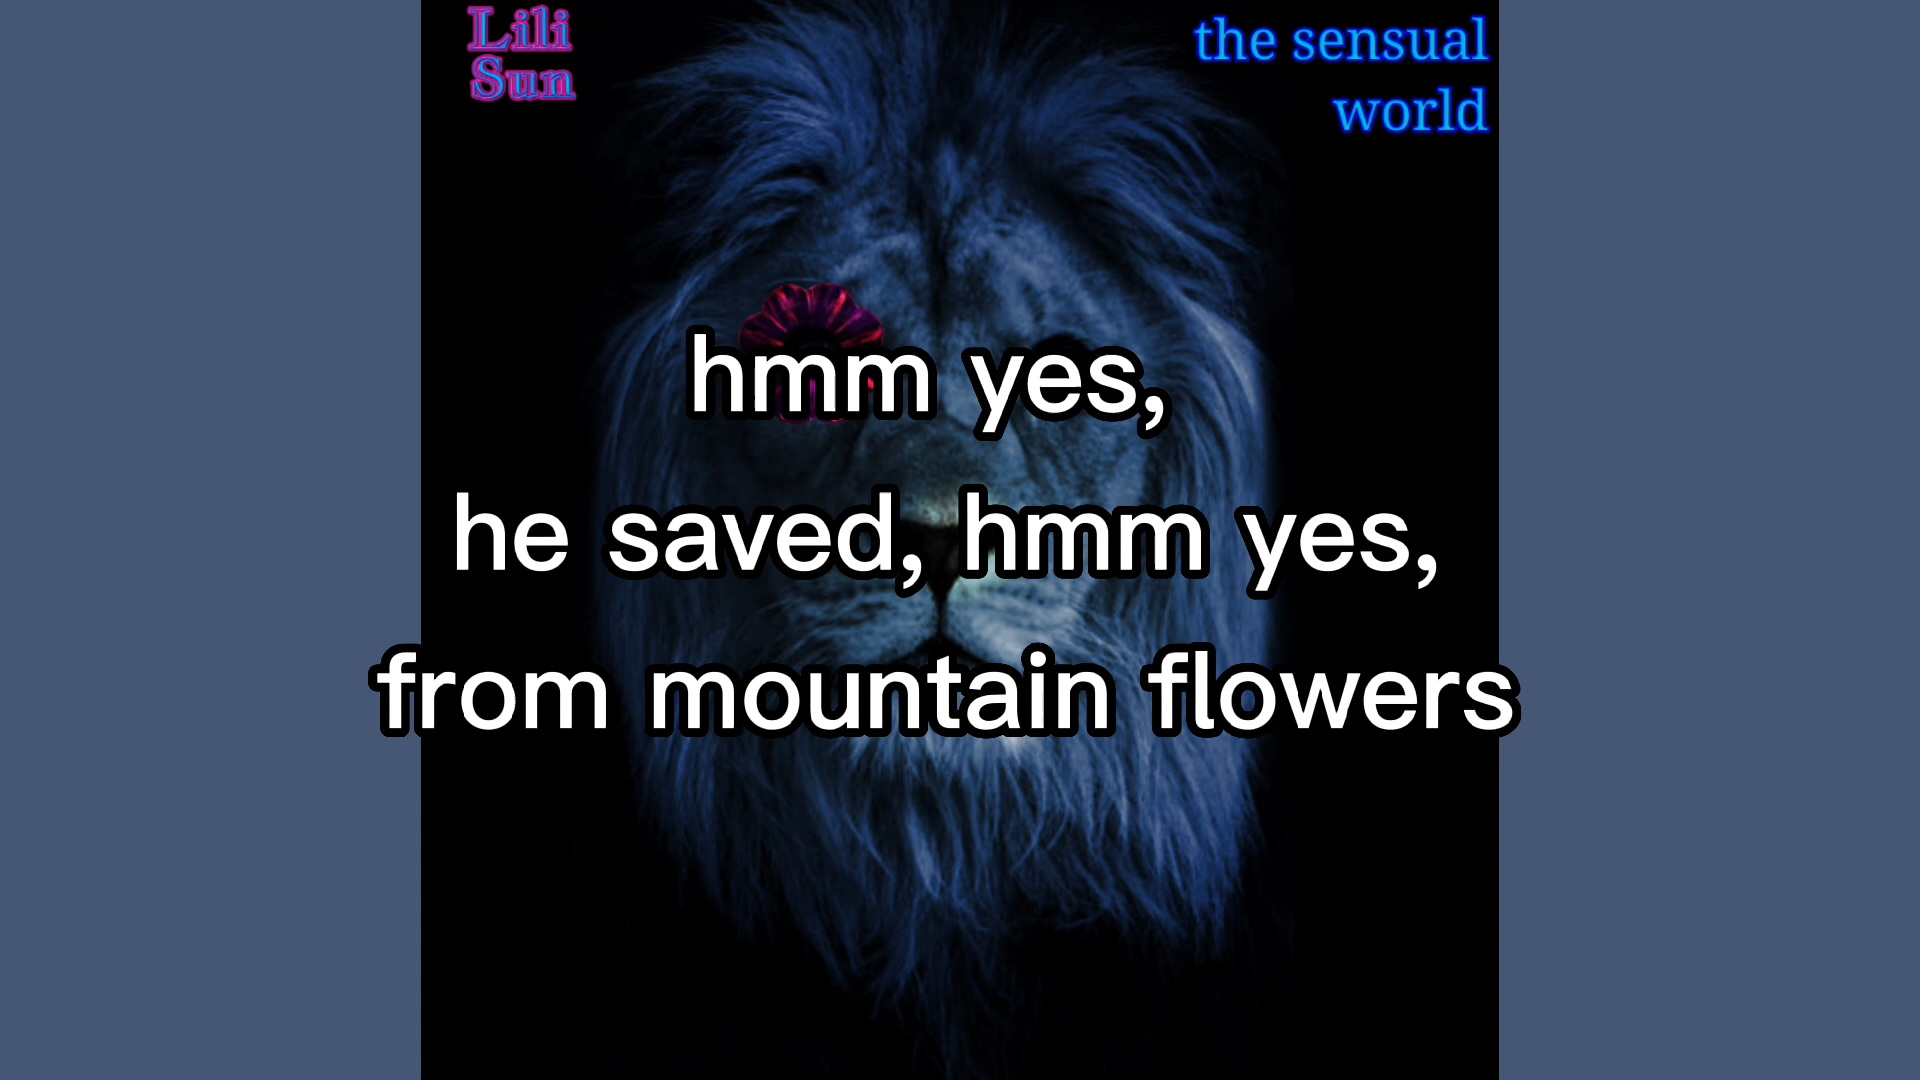 Lili
Sun
the sensual
world
hmm yes,
he saved, hmm yes,
from mountain flowers